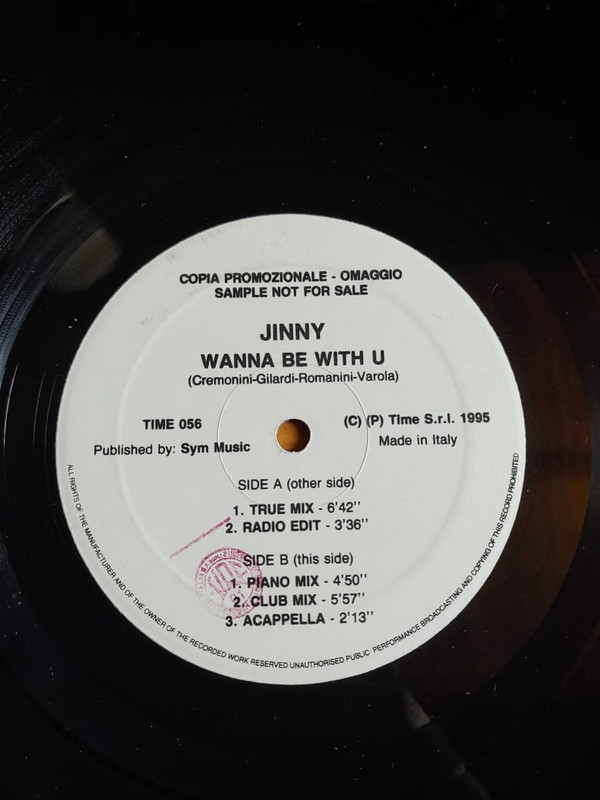 COPIA PROMOZIONALE - OMAGGIO
SAMPLE NOT FOR SALE
JINNY
WANNA BE WITH U
(Cremonini-Gilardi-Romanini-Varola)
TIME 056
(C) (P) Time S.r.l. 1995
Published by: Sym Music
Made in Italy
SIDE A (other side)
1. TRUE MIX - 6'42''
2. RADIO EDIT - 3'36''
SIDE B (this side)
1. PIANO MIX - 4'50''
2. CLUB MIX - 5'57''
3. ACAPPELLA - 2'13''
ALL RIGHTS OF THE MANUFACTURER AND OF THE OWNER OF THE RECORDED WORK RESERVED UNAUTHORISED PUBLIC PERFORMANCE BROADCASTING AND COPYING OF THIS RECORD PROHIBITED